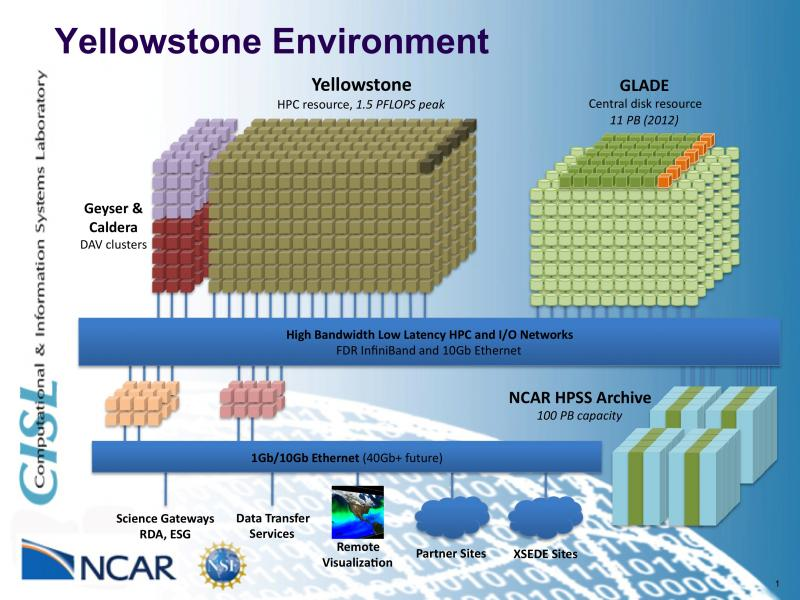 Yellowstone Environment
Computational & Information Systems Laboratory
CISL
Yellowstone
HPC resource, 1.5 PFLOPS peak
GLADE
Central disk resource
11 PB (2012)
Geyser &
Caldera
DAV clusters
High Bandwidth Low Latency HPC and I/O Networks
FDR InfiniBand and 10Gb Ethernet
NCAR HPSS Archive
100 PB capacity
1Gb/10Gb Ethernet (40Gb+ future)
Science Gateways
RDA, ESG
Data Transfer
Services
Remote
Visualization
Partner Sites
XSEDE Sites
NCAR
NSF
1